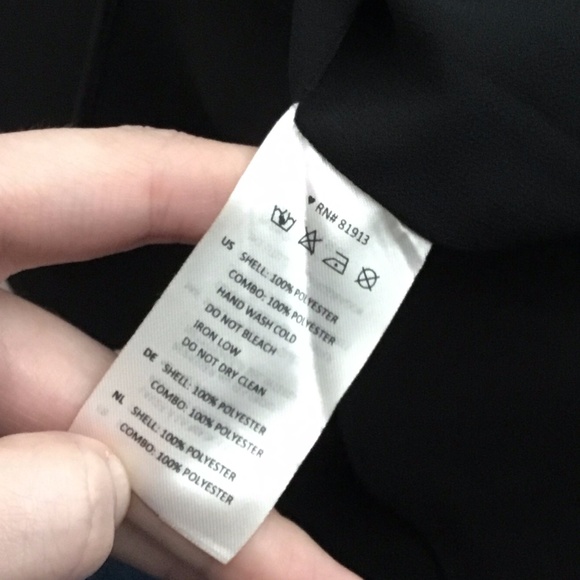 ♥ RN# 81913
US SHELL: 100% POLYESTER
COMBO: 100% POLYESTER
HAND WASH COLD
DO NOT BLEACH
IRON LOW
DO NOT DRY CLEAN
DE SHELL: 100% POLYESTER
COMBO: 100% POLYESTER
NL SHELL: 100% POLYESTER
COMBO: 100% POLYESTER